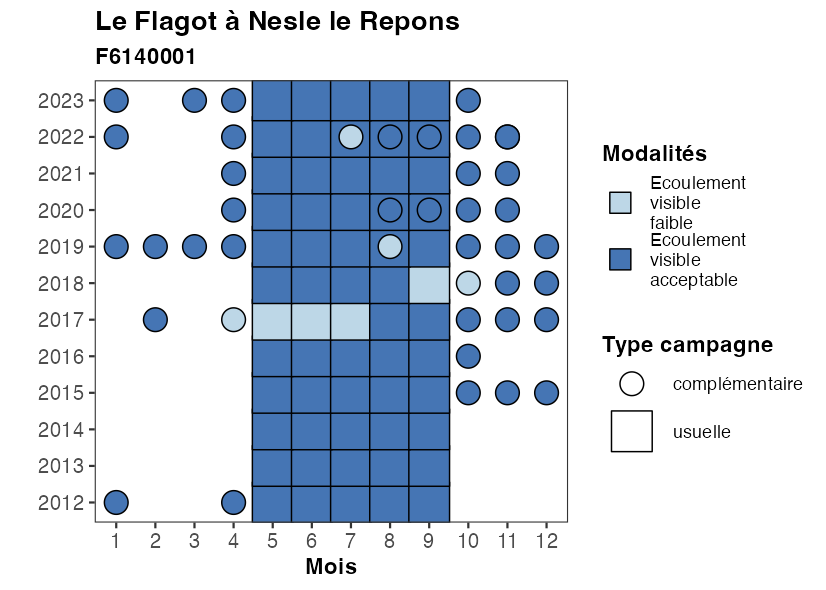 Le Flagot à Nesle le Repons
F6140001
2023
2022
2021
2020
2019
2018
2017
2016
2015
2014
2013
2012
1 2 3 4 5 6 7 8 9 10 11 12
Mois
Modalités
Ecoulement
visible
faible
Ecoulement
visible
acceptable
Type campagne
complémentaire
usuelle